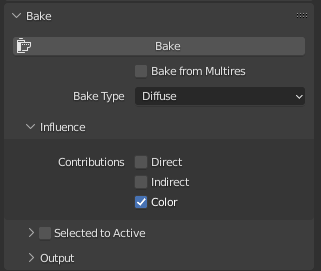 Bake
Bake
Bake from Multires
Bake Type Diffuse
Influence
Contributions Direct
Indirect
Color
Selected to Active
Output